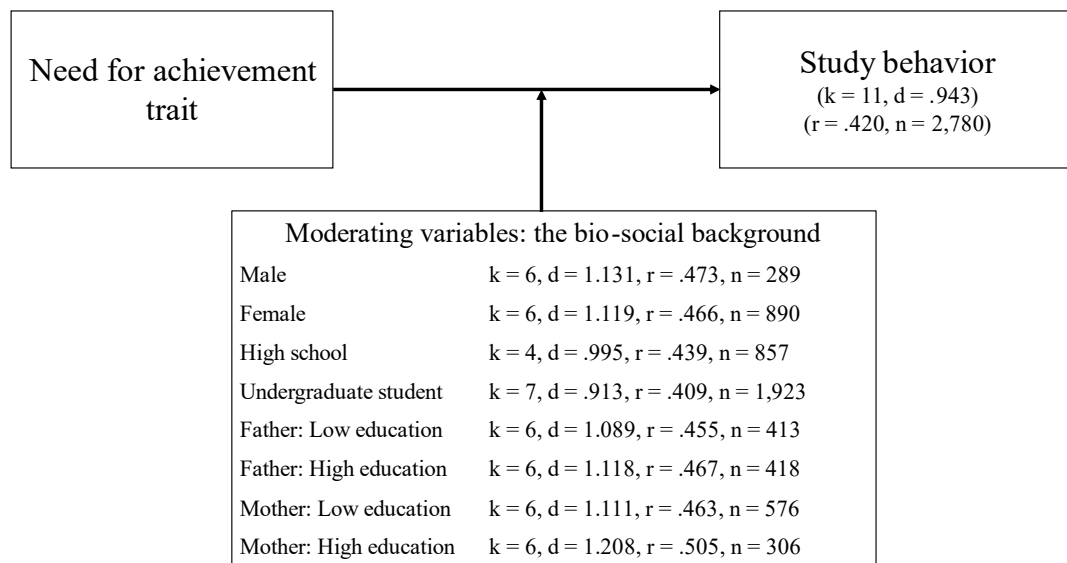 Need for achievement
trait
Study behavior
(k = 11, d = .943)
(r = .420, n = 2,780)
Moderating variables: the bio-social background
Male k = 6, d = 1.131, r = .473, n = 289
Female k = 6, d = 1.119, r = .466, n = 890
High school k = 4, d = .995, r = .439, n = 857
Undergraduate student k = 7, d = .913, r = .409, n = 1,923
Father: Low education k = 6, d = 1.089, r = .455, n = 413
Father: High education k = 6, d = 1.118, r = .467, n = 418
Mother: Low education k = 6, d = 1.111, r = .463, n = 576
Mother: High education k = 6, d = 1.208, r = .505, n = 306